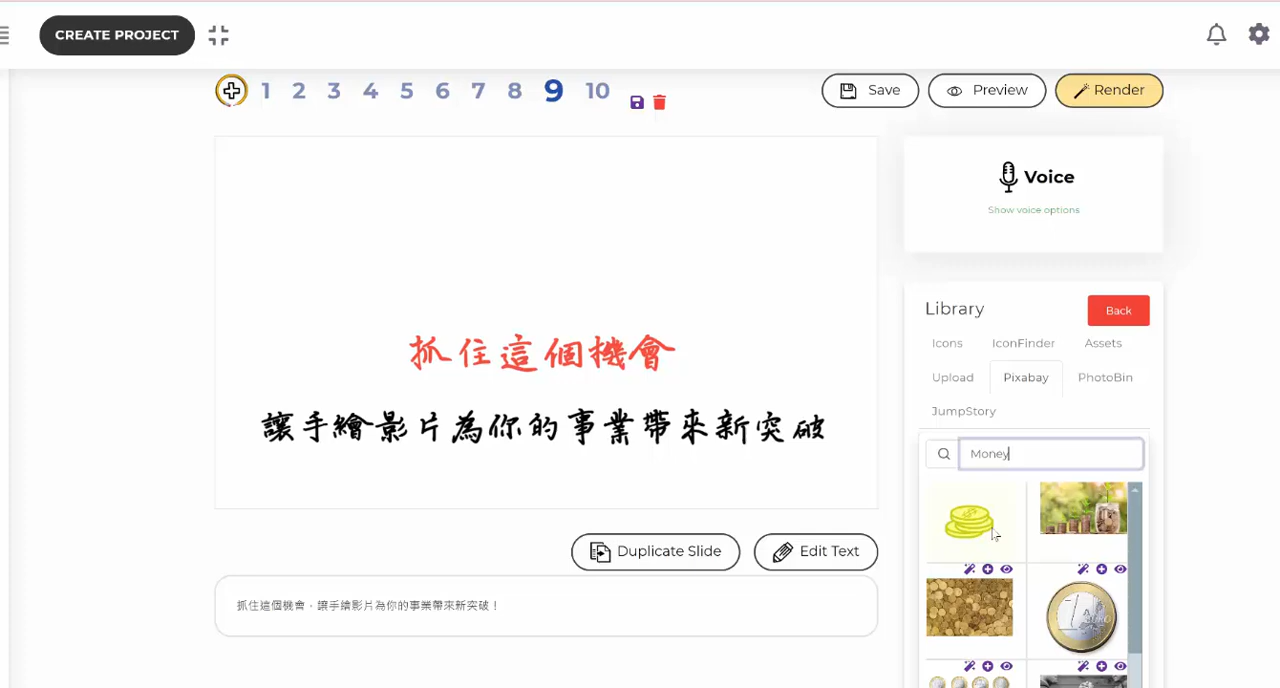 CREATE PROJECT
1 2 3 4 5 6 7 8 9 10
Save
Preview
Render
Voice
Show voice options
抓住這個機會
讓手繪影片為你的事業帶來新突破
Library
Back
Icons
IconFinder
Assets
Upload
Pixabay
PhotoBin
JumpStory
Money
Duplicate Slide
Edit Text
抓住這個機會，讓手繪影片為你的事業帶來新突破！